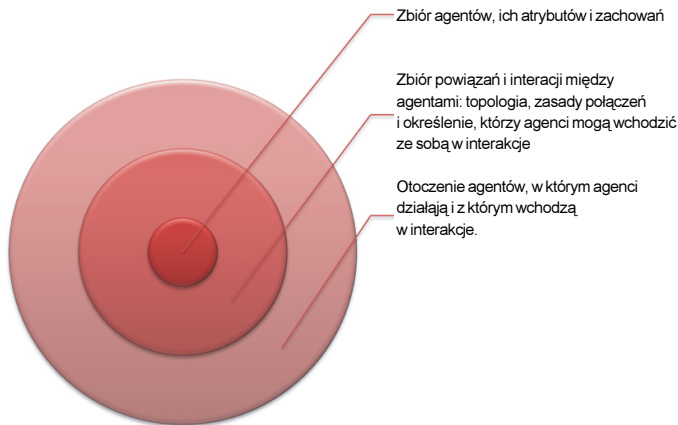 Zbiór agentów, ich atrybutów i zachowań
Zbiór powiązań i interacji między
agentami: topologia, zasady połączeń
i określenie, którzy agenci mogą wchodzić
ze sobą w interakcje
Otoczenie agentów, w którym agenci
działają i z którym wchodzą
w interakcje.